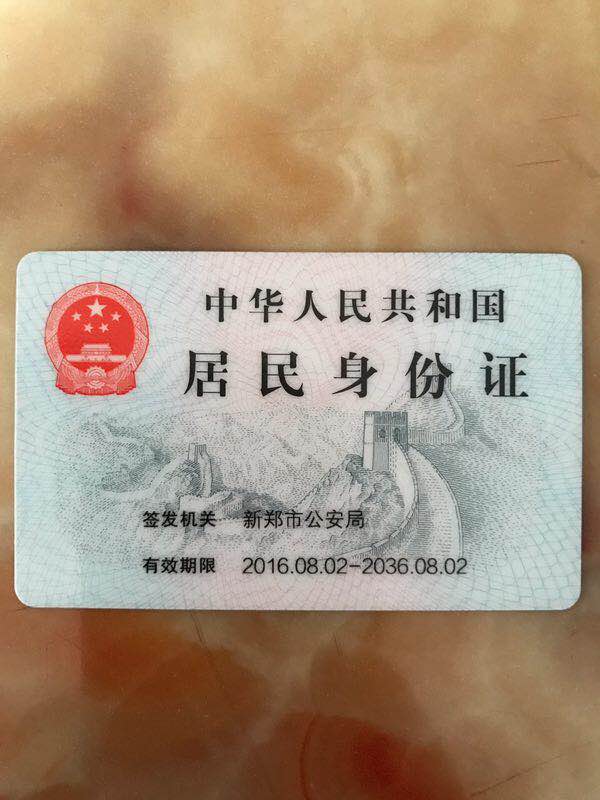 中华人民共和国
居民身份证
签发机关 新郑市公安局
有效期限 2016.08.02-2036.08.02